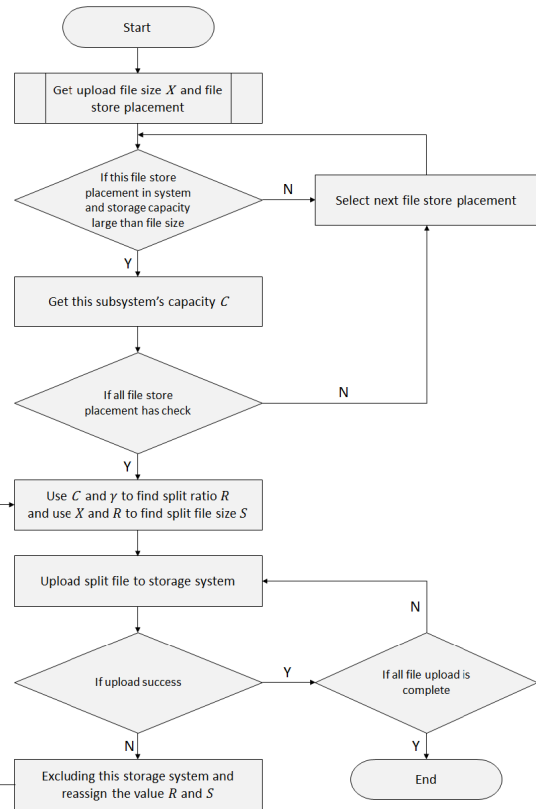 Start
Get upload file size X and file
store placement
If this file store
placement in system
and storage capacity
large than file size
N
Select next file store placement
Y
Get this subsystem's capacity C
If all file store
placement has check
N
Y
Use C and γ to find split ratio R
and use X and R to find split file size S
Upload split file to storage system
N
If upload success
Y
If all file upload is
complete
N
Y
Excluding this storage system and
reassign the value R and S
End